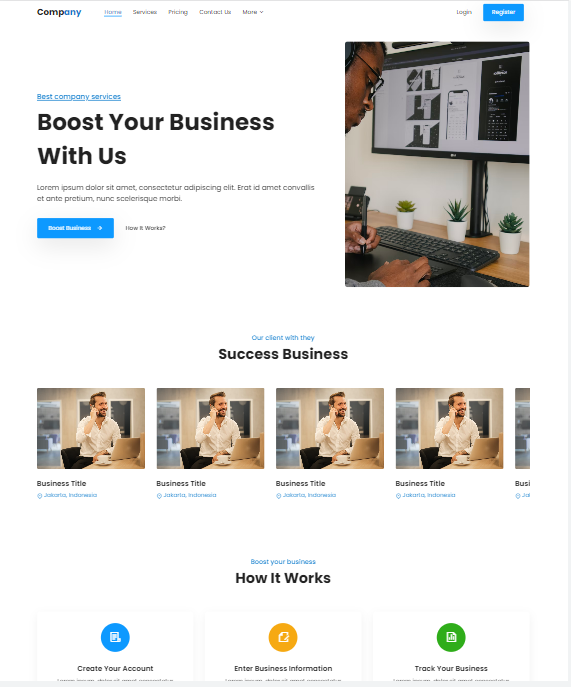 Company Home Services Pricing Contact Us More Login Register
Best company services
Boost Your Business
With Us
Lorem ipsum dolor sit amet, consectetur adipiscing elit. Erat id amet convallis
et ante pretium, nunc scelerisque morbi.
Boost Business → How It Works?
Our client with they
Success Business
Business Title Business Title Business Title Business Title Busi
Jakarta, Indonesia Jakarta, Indonesia Jakarta, Indonesia Jakarta, Indonesia Jal
Boost your business
How It Works
Create Your Account Enter Business Information Track Your Business